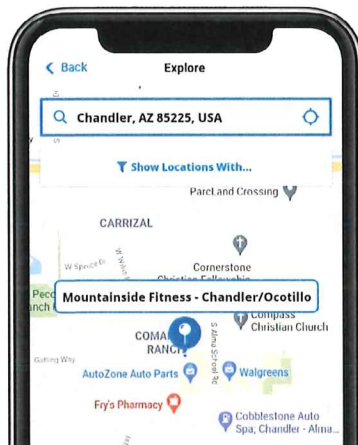 Back
Explore
Chandler, AZ 85225, USA
Show Locations With...
ParcLand Crossing
CARRIZAL
W Spruce Dr
Cornerstone
Christian Fellowship
Mountainside Fitness - Chandler/Ocotillo
Compass
Christian Church
COMA
RANCH
S Alma School Rd
AutoZone Auto Parts
Walgreens
Fry's Pharmacy
Cobblestone Auto
Spa, Chandler - Alma...